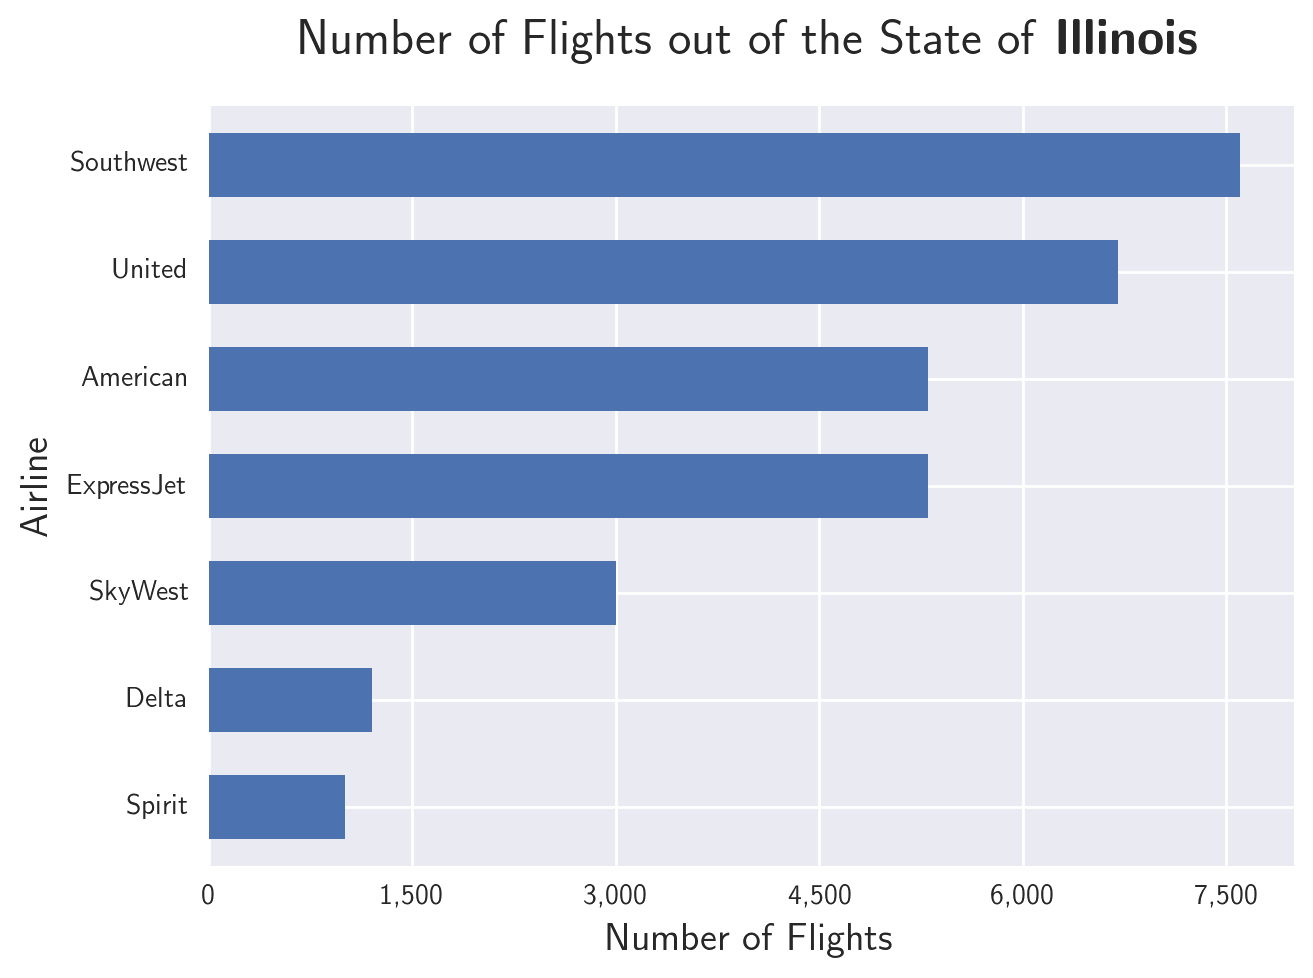 Number of Flights out of the State of Illinois
Southwest
United
American
ExpressJet
SkyWest
Delta
Spirit
Airline
0 1,500 3,000 4,500 6,000 7,500
Number of Flights